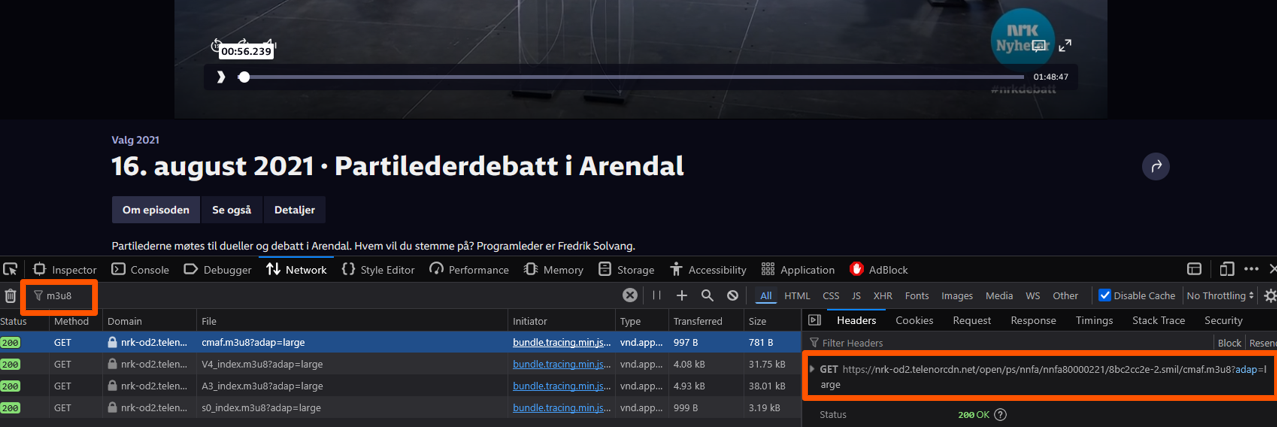 00:56.239
nrk
Nyheter
01:48:47
#nrkdebatt
Valg 2021
16. august 2021 · Partilederdebatt i Arendal
Om episoden Se også Detaljer
Partilederne møtes til dueller og debatt i Arendal. Hvem vil du stemme på? Programleder er Fredrik Solvang.
Inspector Console Debugger Network Style Editor Performance Memory Storage Accessibility Application AdBlock
m3u8 All HTML CSS JS XHR Fonts Images Media WS Other Disable Cache No Throttling
Status Method Domain File Initiator Type Transferred Size
200 GET nrk-od2.telen... cmaf.m3u8?adap=large bundle.tracing.min.js... vnd.app... 997 B 781 B
200 GET nrk-od2.telen... V4_index.m3u8?adap=large bundle.tracing.min.js... vnd.app... 4.08 kB 31.75 kB
200 GET nrk-od2.telen... A3_index.m3u8?adap=large bundle.tracing.min.js... vnd.app... 4.93 kB 38.01 kB
200 GET nrk-od2.telen... s0_index.m3u8?adap=large bundle.tracing.min.js... vnd.app... 999 B 3.19 kB
Headers Cookies Request Response Timings Stack Trace Security
Filter Headers Block Resend
GET https://nrk-od2.telenorcdn.net/open/ps/nnfa/nnfa80000221/8bc2cc2e-2.smil/cmaf.m3u8?adap=l
arge
Status 200 OK ?